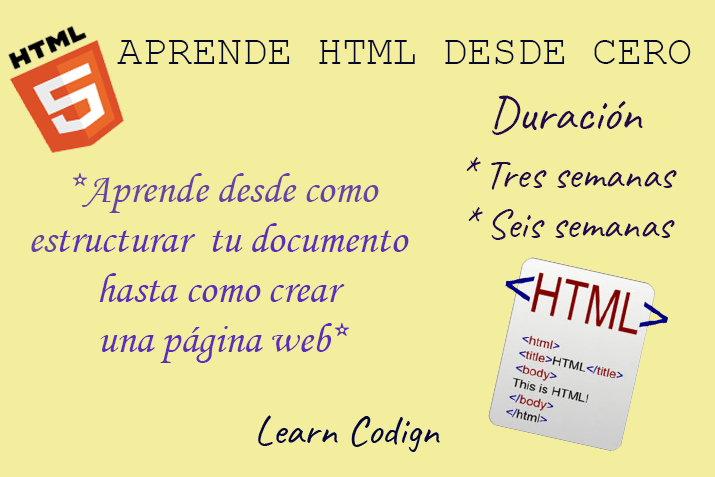 HTML
5
APRENDE HTML DESDE CERO
Duración
* Tres semanas
* Seis semanas
*Aprende desde como
estructurar tu documento
hasta como crear
una página web*
<HTML>
<html>
<title>HTML</title>
<body>
This is HTML!
</body>
</html>
Learn Codign